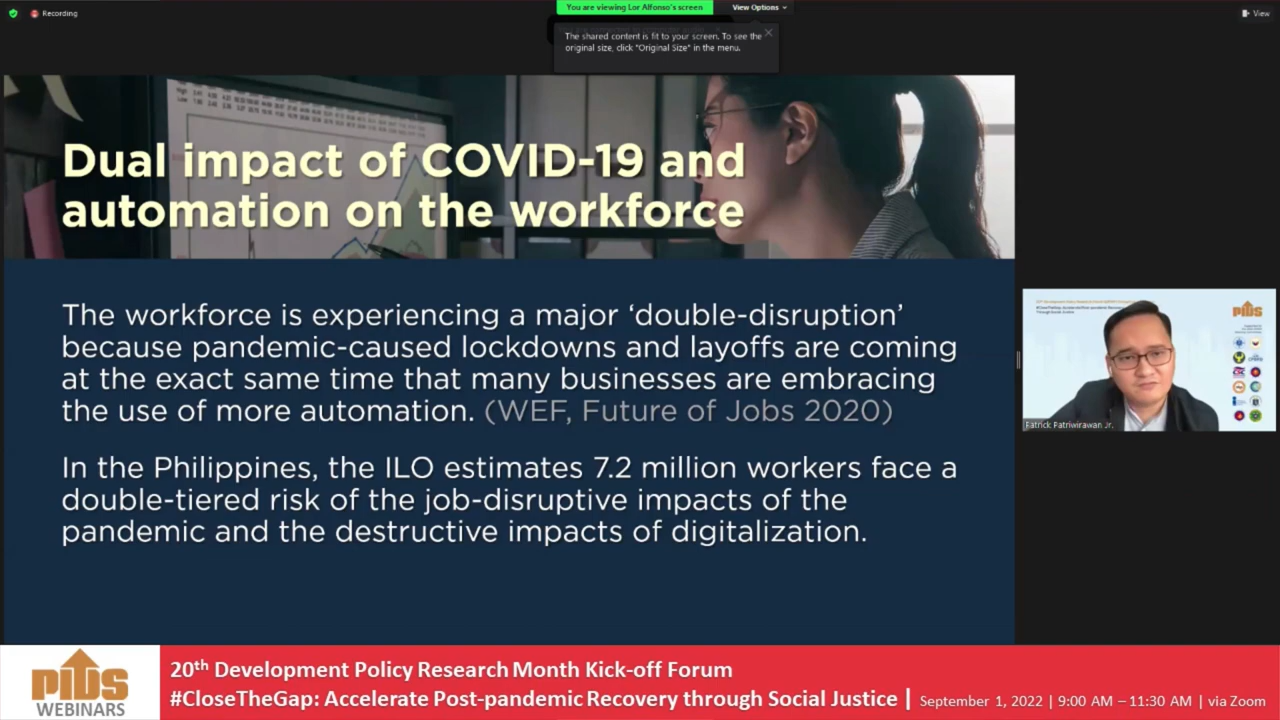 Recording
You are viewing Lor Alfonso's screen
View Options
View
The shared content is fit to your screen. To see the
original size, click "Original Size" in the menu.
Dual impact of COVID-19 and
automation on the workforce
The workforce is experiencing a major ‘double-disruption’
because pandemic-caused lockdowns and layoffs are coming
at the exact same time that many businesses are embracing
the use of more automation. (WEF, Future of Jobs 2020)
In the Philippines, the ILO estimates 7.2 million workers face a
double-tiered risk of the job-disruptive impacts of the
pandemic and the destructive impacts of digitalization.
PIDS
Patrick Patriwirawan Jr.
PIDS
WEBINARS
20th Development Policy Research Month Kick-off Forum
#CloseTheGap: Accelerate Post-pandemic Recovery through Social Justice | September 1, 2022 | 9:00 AM – 11:30 AM | via Zoom